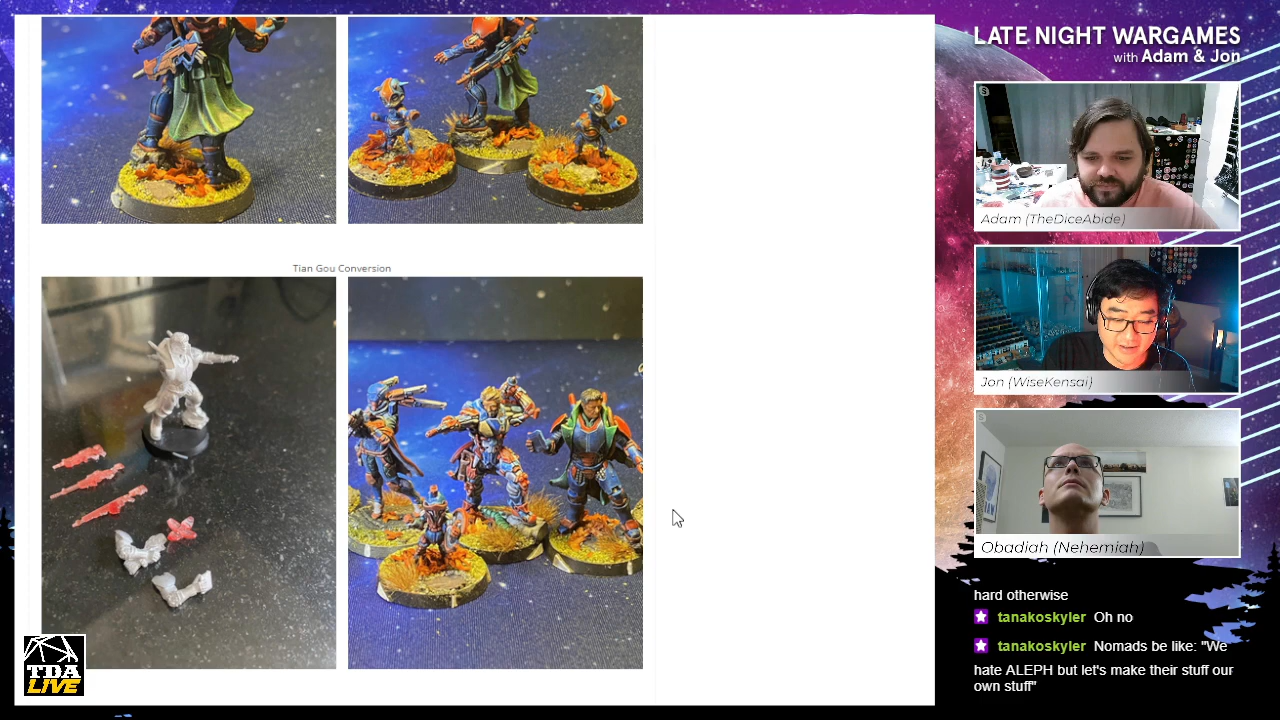 LATE NIGHT WARGAMES
with Adam & Jon
Adam (TheDiceAbide)
Tian Gou Conversion
Jon (WiseKensai)
Obadiah (Nehemiah)
hard otherwise
tanakoskyler Oh no
tanakoskyler Nomads be like: "We
hate ALEPH but let's make their stuff our
own stuff"
TDA
LIVE